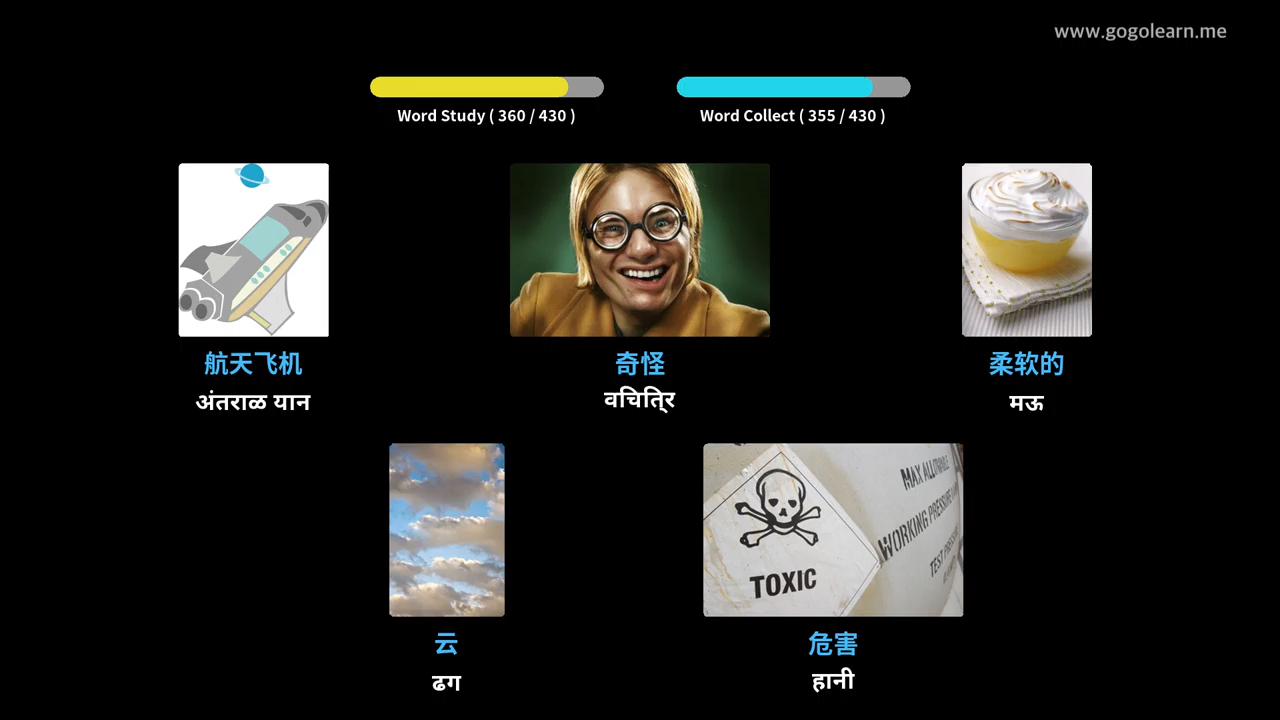 www.gogolearn.me
Word Study ( 360 / 430 )
Word Collect ( 355 / 430 )
航天飞机
अंतराळ यान
奇怪
वचित्रि
柔软的
मऊ
MAX ALLOWABLE
WORKING PRESSURE
TEST PRESSURE
TOXIC
云
ढग
危害
हानी